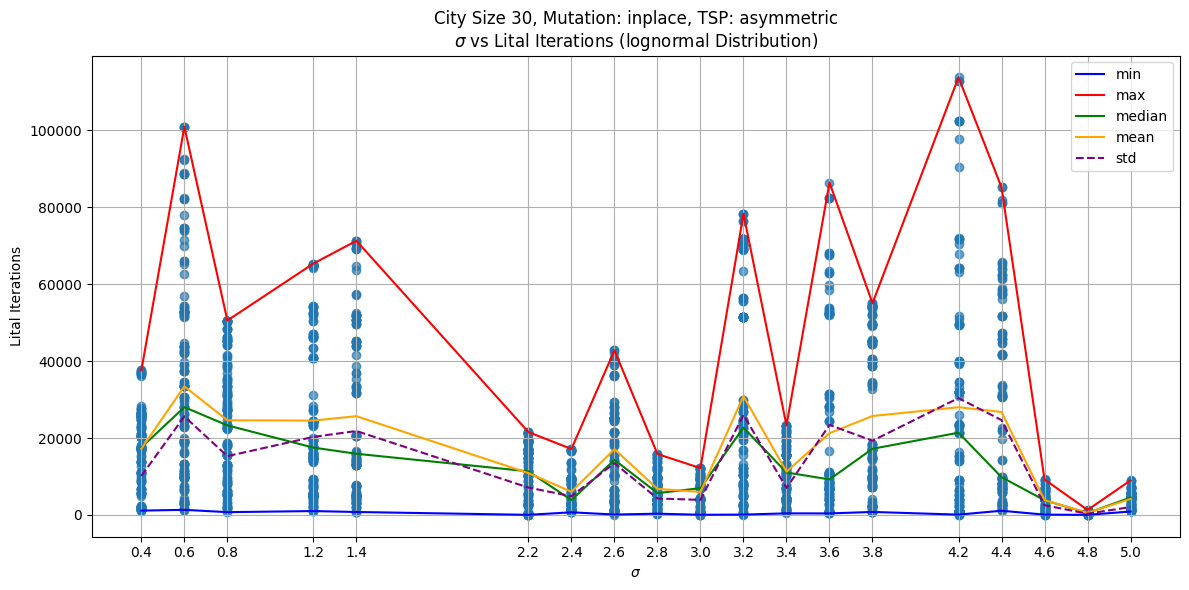 City Size 30, Mutation: inplace, TSP: asymmetric
σ vs Lital Iterations (lognormal Distribution)
min
max
median
mean
std
Lital Iterations
100000
80000
60000
40000
20000
0
0.4 0.6 0.8 1.2 1.4 2.2 2.4 2.6 2.8 3.0 3.2 3.4 3.6 3.8 4.2 4.4 4.6 4.8 5.0
σ